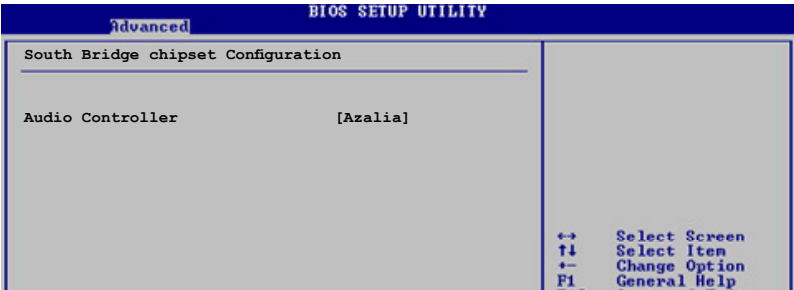 BIOS SETUP UTILITY
Advanced
South Bridge chipset Configuration
Audio Controller [Azalia]
↔ Select Screen
↑↓ Select Item
+- Change Option
F1 General Help